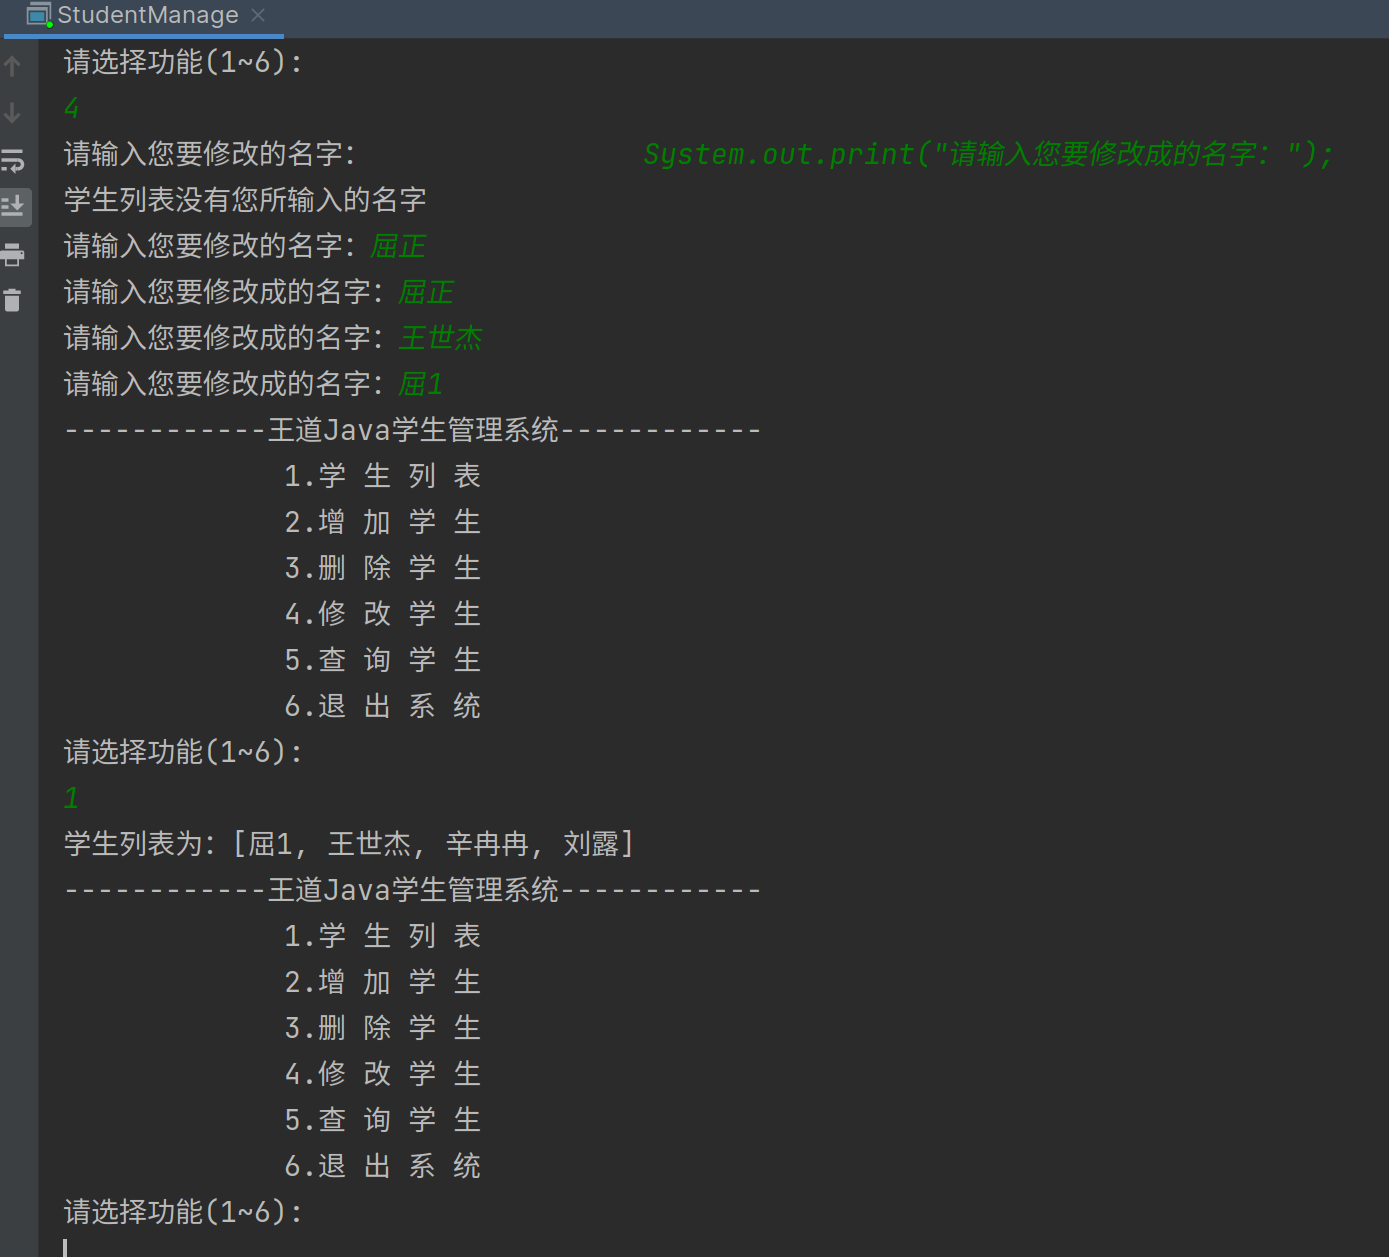 StudentManage
请选择功能(1~6):
4
请输入您要修改的名字:                    System.out.print("请输入您要修改成的名字: ");
学生列表没有您所输入的名字
请输入您要修改的名字: 屈正
请输入您要修改成的名字: 屈正
请输入您要修改成的名字: 王世杰
请输入您要修改成的名字: 屈1
------------王道Java学生管理系统------------
1.学 生 列 表
2.增 加 学 生
3.删 除 学 生
4.修 改 学 生
5.查 询 学 生
6.退 出 系 统
请选择功能(1~6):
1
学生列表为: [屈1, 王世杰, 辛冉冉, 刘露]
------------王道Java学生管理系统------------
1.学 生 列 表
2.增 加 学 生
3.删 除 学 生
4.修 改 学 生
5.查 询 学 生
6.退 出 系 统
请选择功能(1~6):